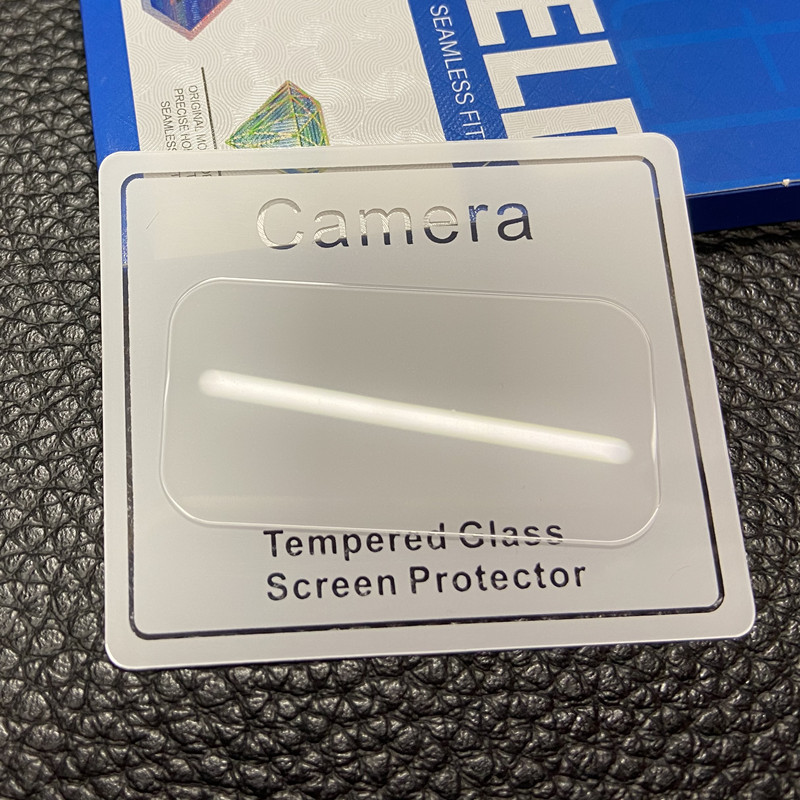 SEAMLESS FIT
ORIGINAL
PRECISE
SEAMLESS
Camera
Tempered Glass
Screen Protector